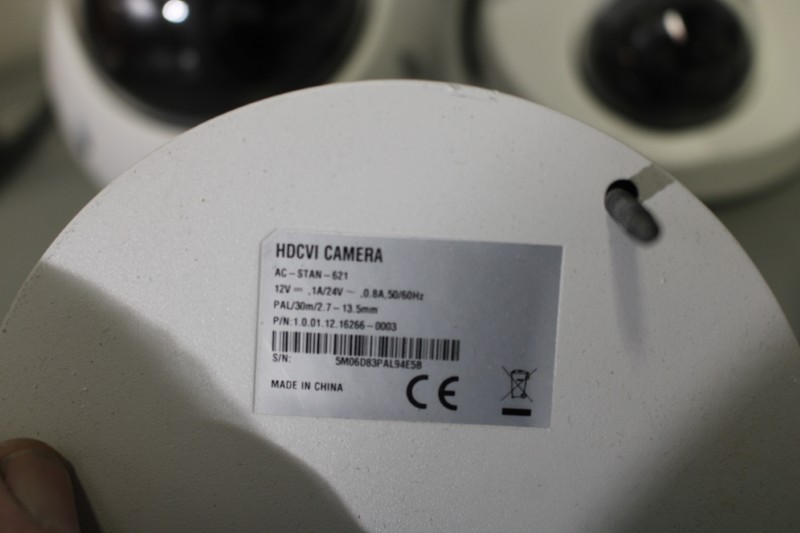 HDCVI CAMERA
AC-STAN-621
12V⎓ .1A/24V~ .0.8A,50/60Hz
PAL/30m/2.7-13.5mm
P/N:1.0.01.12.16266-0003
S/N: 5M06D83PAL94E5B
MADE IN CHINA CE